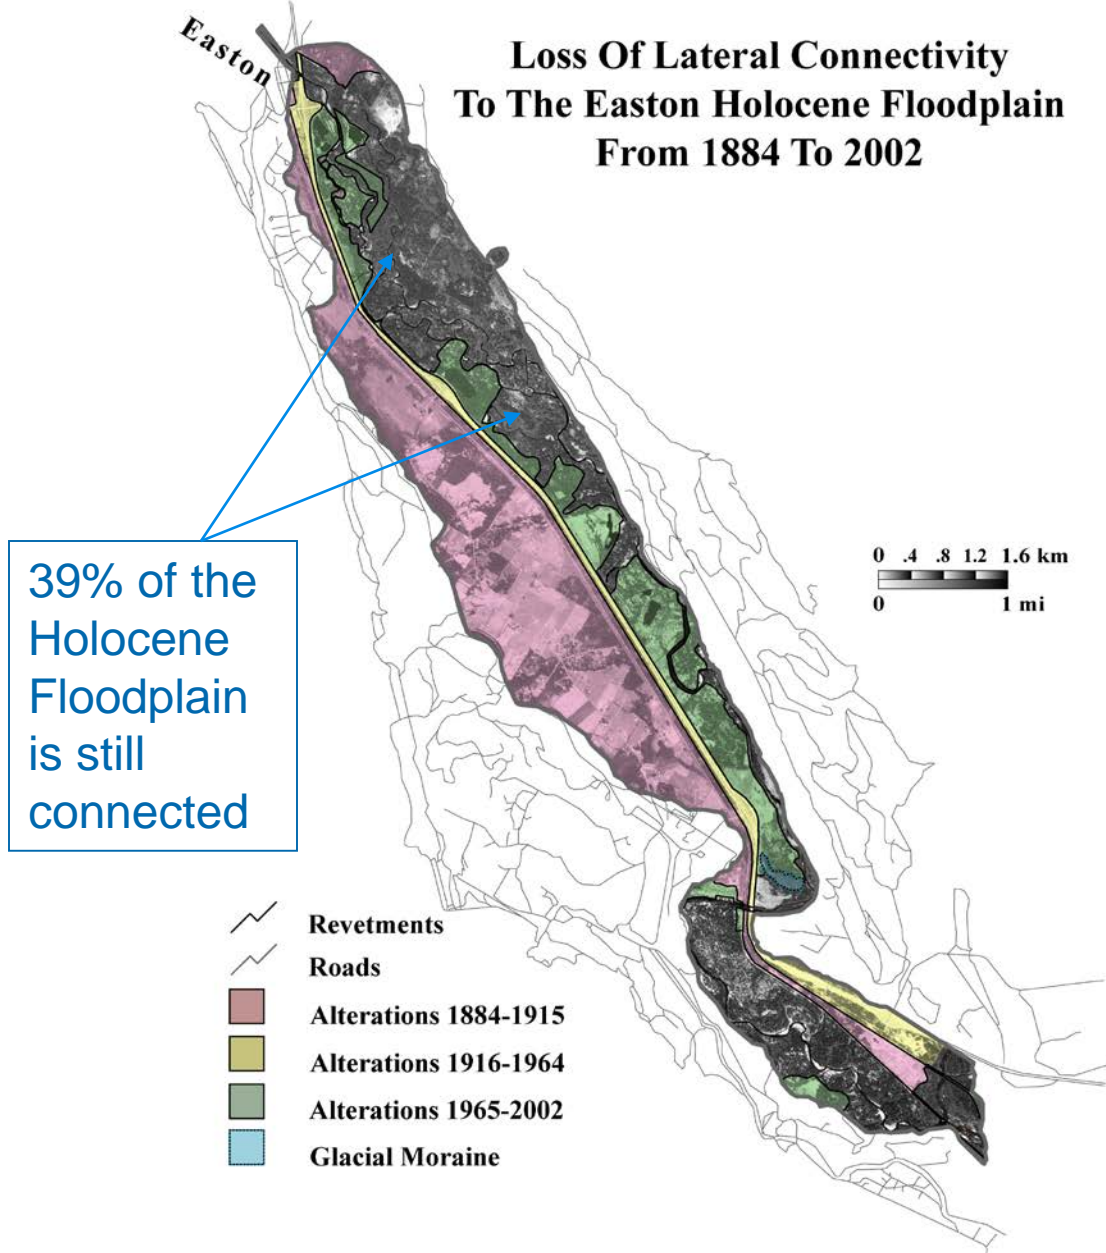 Easton
Loss Of Lateral Connectivity
To The Easton Holocene Floodplain
From 1884 To 2002
39% of the
Holocene
Floodplain
is still
connected
0 .4 .8 1.2 1.6 km
0 1 mi
Revetments
Roads
Alterations 1884-1915
Alterations 1916-1964
Alterations 1965-2002
Glacial Moraine